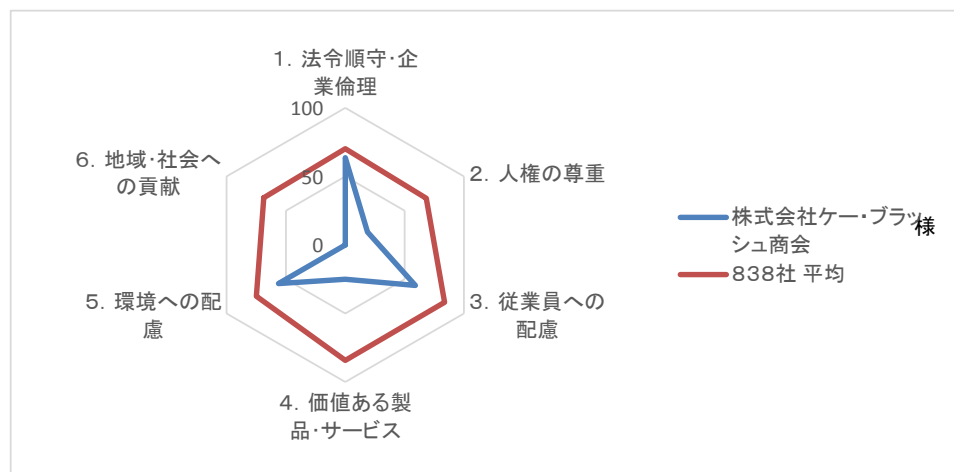 1. 法令順守･企
業倫理
100
50
0
2. 人権の尊重
3. 従業員への
配慮
4. 価値ある製
品･サービス
5. 環境への配
慮
6. 地域･社会へ
の貢献
株式会社ケー・ブラッ
シュ商会
様
838社 平均